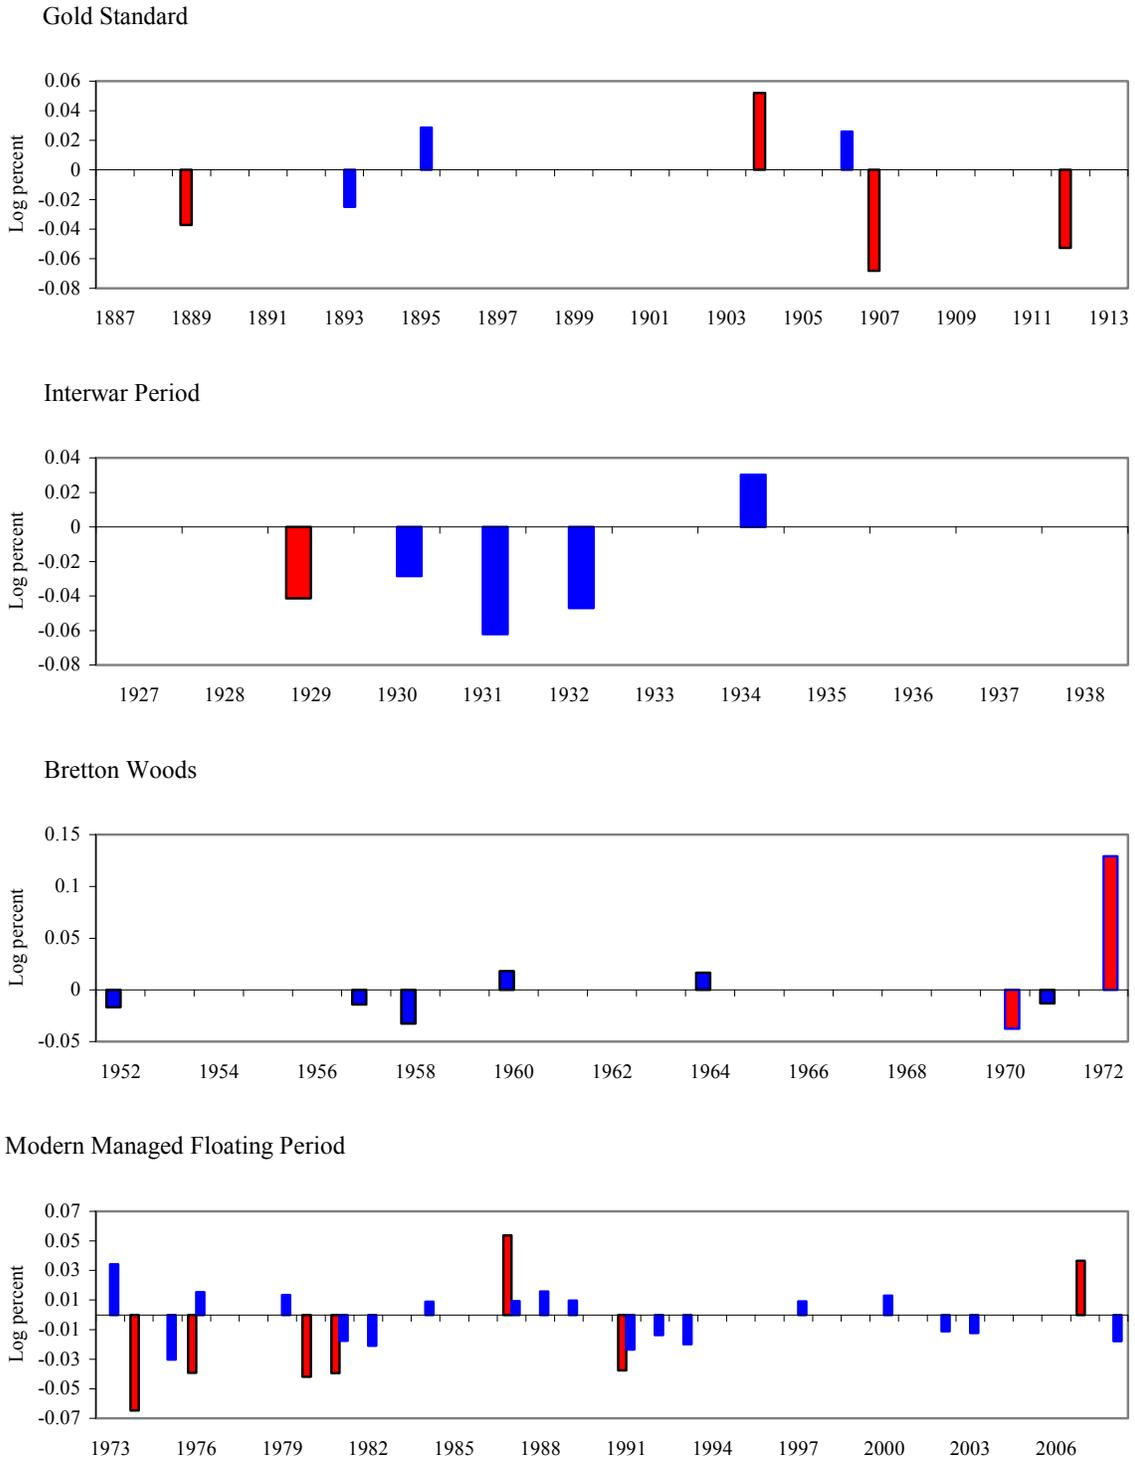 Gold Standard
0.06
0.04
0.02
0
-0.02
-0.04
-0.06
-0.08
Log percent
1887 1889 1891 1893 1895 1897 1899 1901 1903 1905 1907 1909 1911 1913
Interwar Period
0.04
0.02
0
-0.02
-0.04
-0.06
-0.08
Log percent
1927 1928 1929 1930 1931 1932 1933 1934 1935 1936 1937 1938
Bretton Woods
0.15
0.1
0.05
0
-0.05
Log percent
1952 1954 1956 1958 1960 1962 1964 1966 1968 1970 1972
Modern Managed Floating Period
0.07
0.05
0.03
0.01
-0.01
-0.03
-0.05
-0.07
Log percent
1973 1976 1979 1982 1985 1988 1991 1994 1997 2000 2003 2006